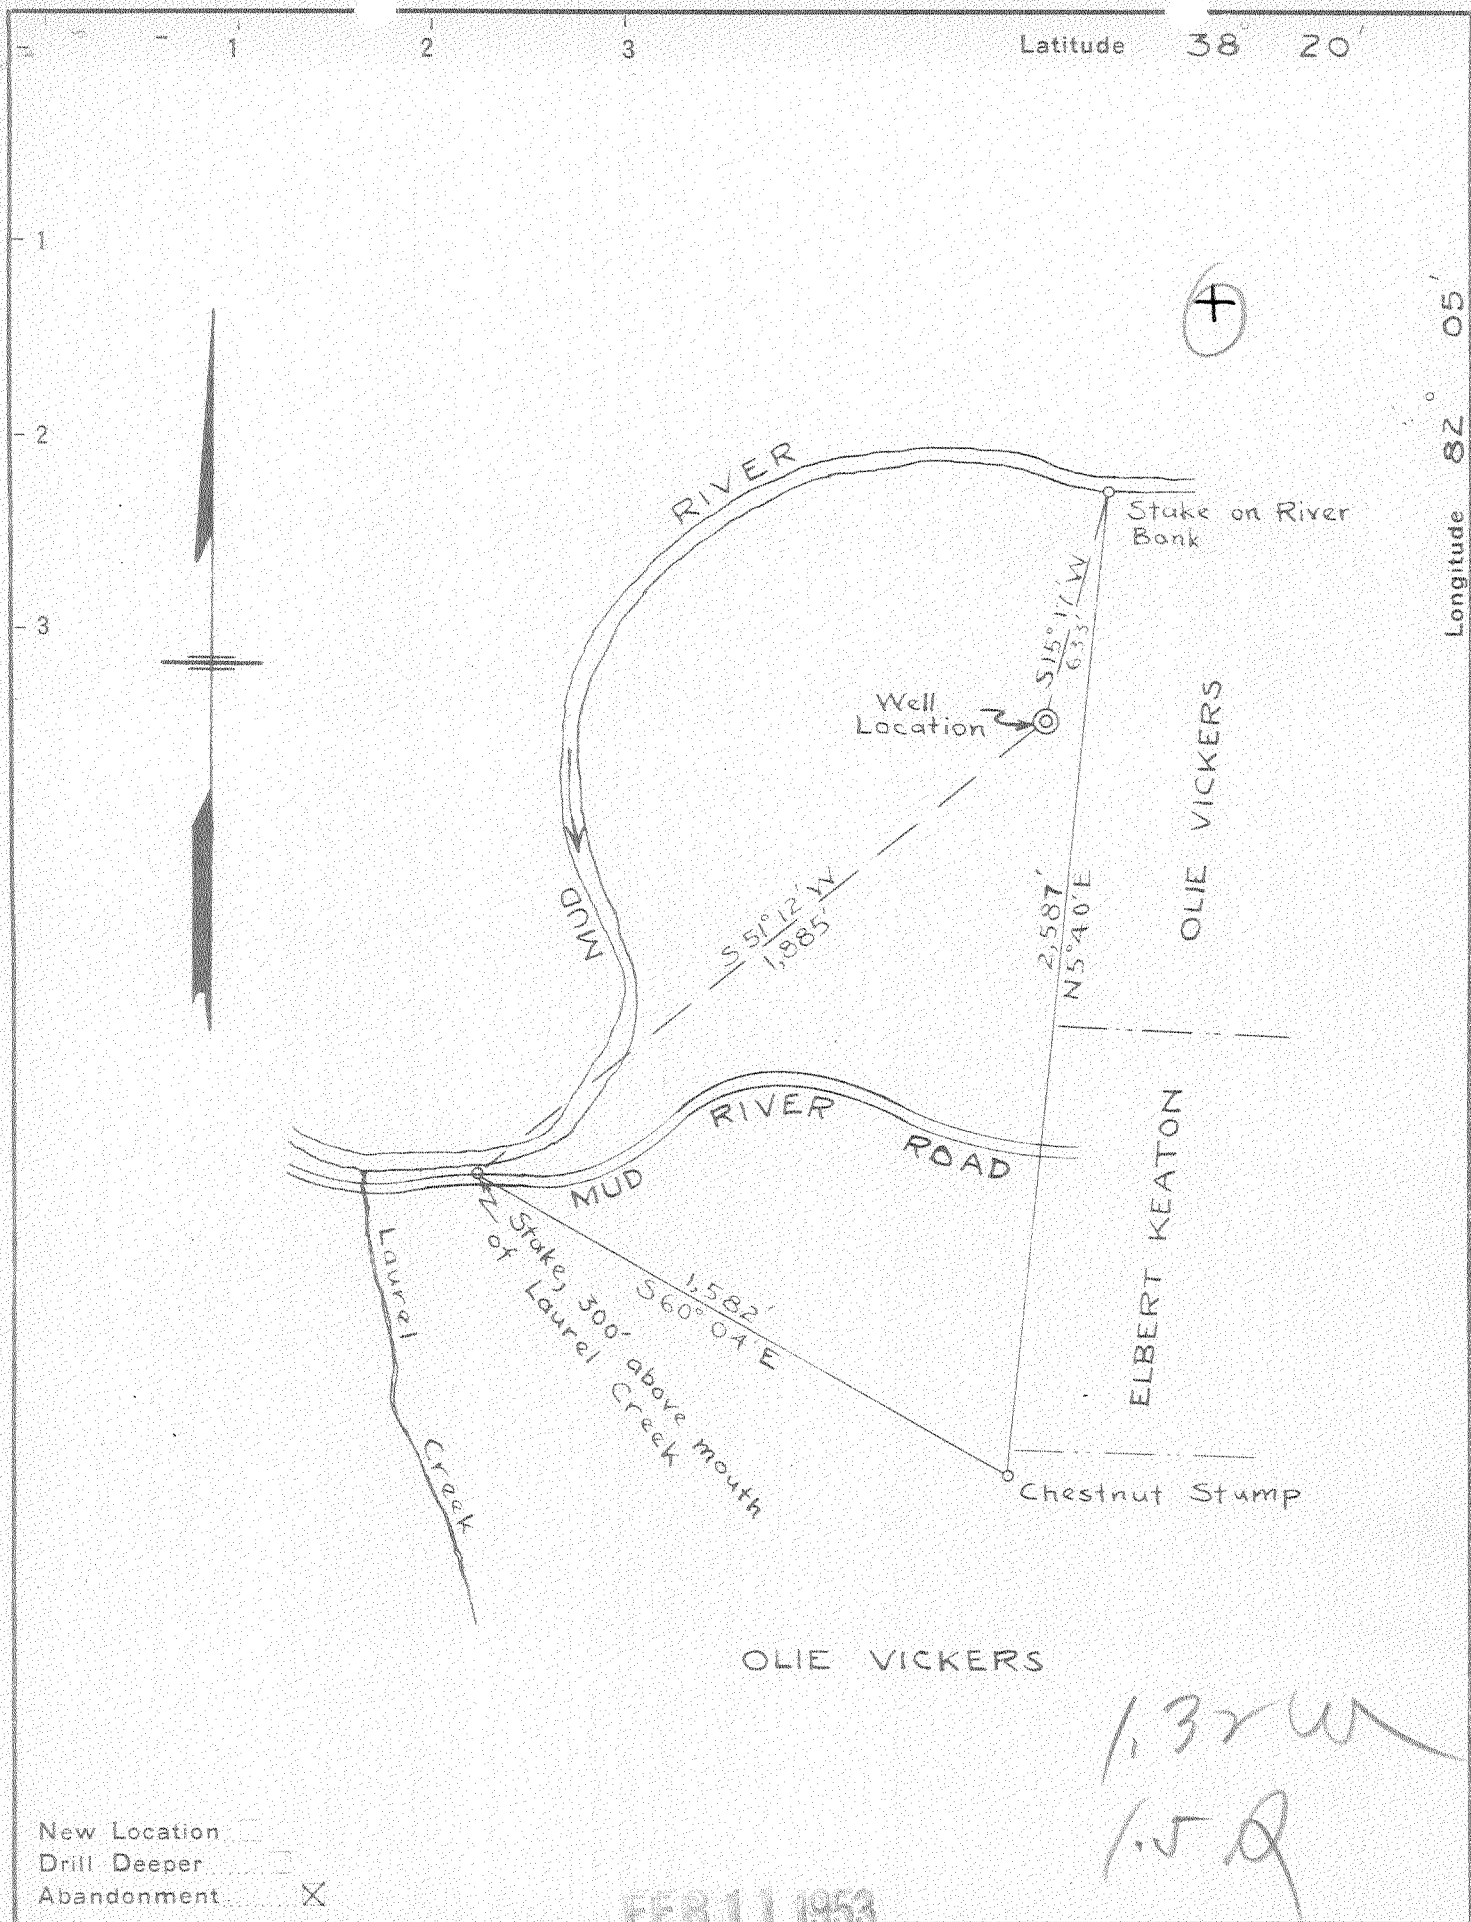 1 2 3 Latitude 38° 20'
1
2
3
Longitude 82° 05'
RIVER
Stake on River
Bank
S15° 11' W
633'
Well
Location
OLIE VICKERS
MUD
S 51° 12' W
1,885'
2,587'
N5°40'E
RIVER
ROAD
MUD
ELBERT KEATON
Laurel
Creek
Stake, 300' above mouth
of Laurel Creek
1,582'
S60° 04' E
Chestnut Stump
OLIE VICKERS
1.32 W
1.5
New Location
Drill Deeper
Abandonment X
FEB 11 1953